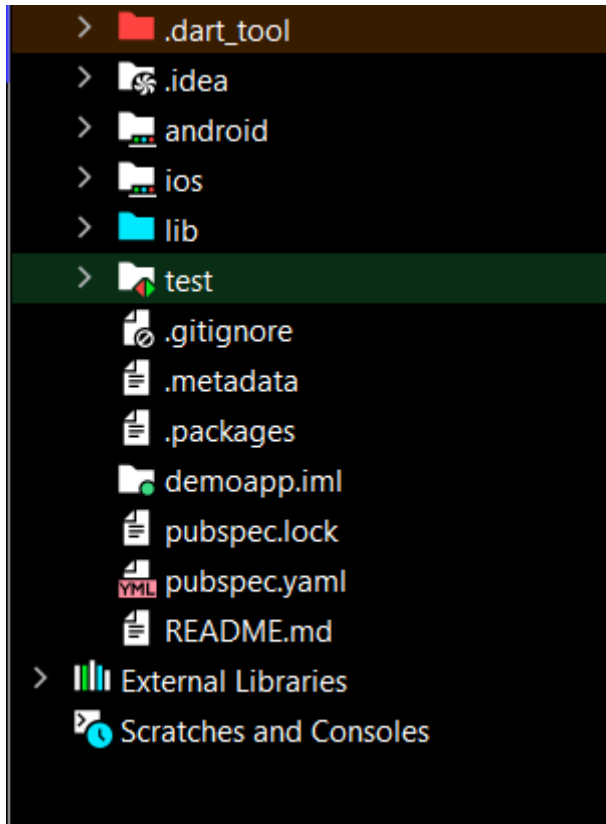 .dart_tool
.idea
android
ios
lib
test
.gitignore
.metadata
.packages
demoapp.iml
pubspec.lock
YML pubspec.yaml
README.md
External Libraries
Scratches and Consoles